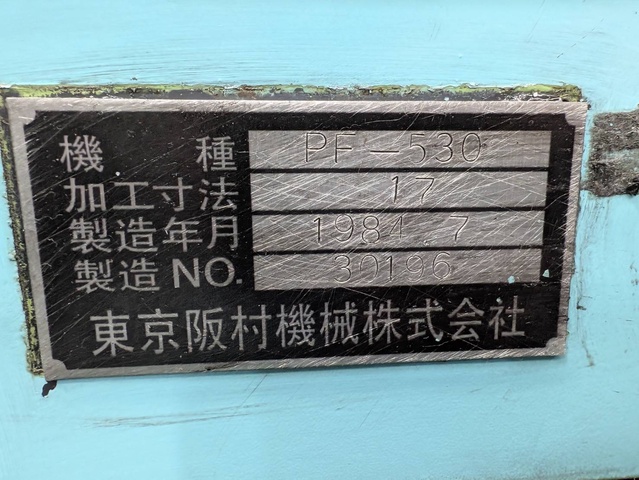 機種 PF-530
加工寸法 17
製造年月 1984.7
製造NO. 30196
東京阪村機械株式会社